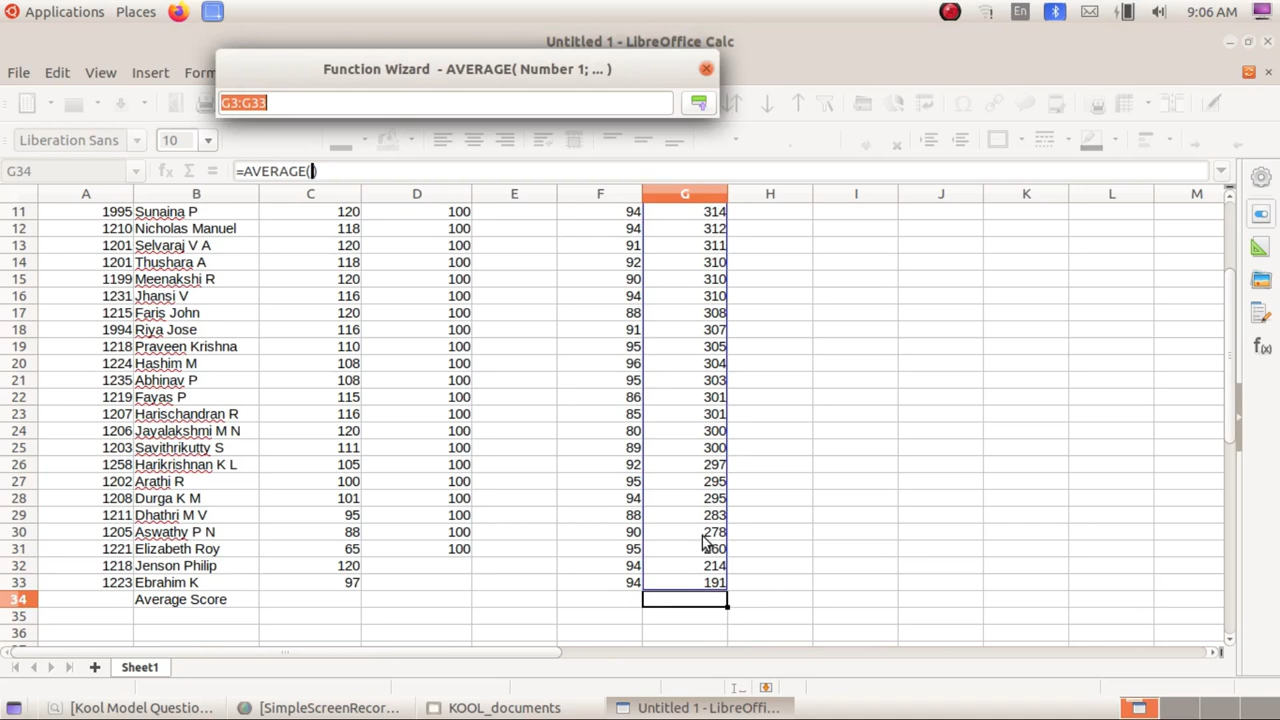 Applications Places En 9:06 AM
Untitled 1 - LibreOffice Calc
File Edit View Insert Form
Function Wizard - AVERAGE( Number 1; ... )
G3:G33
Liberation Sans 10
G34 =AVERAGE()
A B C D E F G H I J K L M
11 1995 Sunaina P 120 100 94 314
12 1210 Nicholas Manuel 118 100 94 312
13 1201 Selvaraj V A 120 100 91 311
14 1201 Thushara A 118 100 92 310
15 1199 Meenakshi R 120 100 90 310
16 1231 Jhansi V 116 100 94 310
17 1215 Faris John 120 100 88 308
18 1994 Riya Jose 116 100 91 307
19 1218 Praveen Krishna 110 100 95 305
20 1224 Hashim M 108 100 96 304
21 1235 Abhinav P 108 100 95 303
22 1219 Fayas P 115 100 86 301
23 1207 Harischandran R 116 100 85 301
24 1206 Jayalakshmi M N 120 100 80 300
25 1203 Savithrikutty S 111 100 89 300
26 1258 Harikrishnan K L 105 100 92 297
27 1202 Arathi R 100 100 95 295
28 1208 Durga K M 101 100 94 295
29 1211 Dhathri M V 95 100 88 283
30 1205 Aswathy P N 88 100 90 278
31 1221 Elizabeth Roy 65 100 95 260
32 1218 Jenson Philip 120 94 214
33 1223 Ebrahim K 97 94 191
34 Average Score
35
36
Sheet1
[Kool Model Questio... [SimpleScreenRecor... KOOL_documents Untitled 1 - LibreOffi...